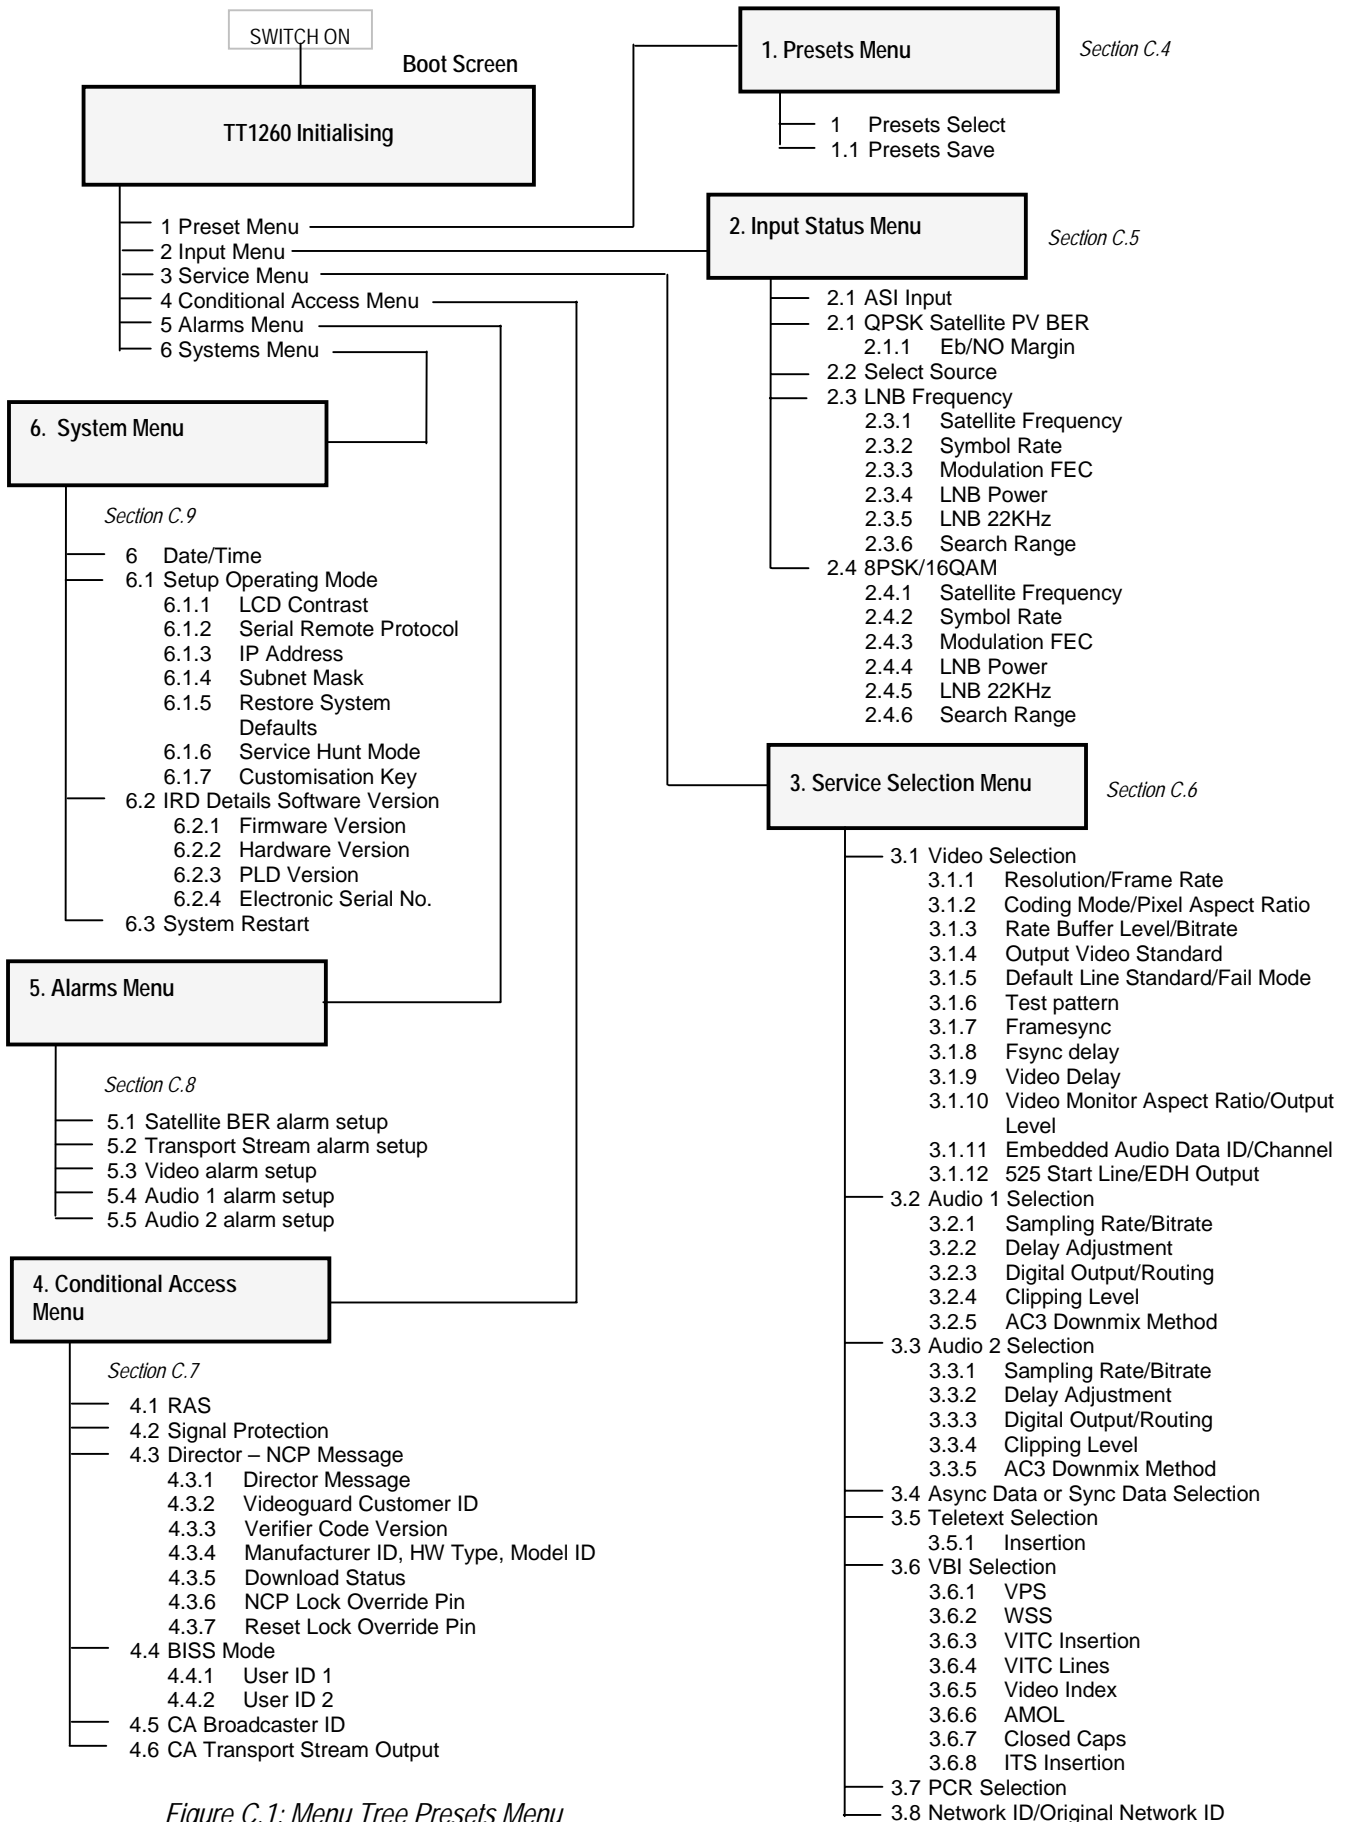 SWITCH ON
Boot Screen
TT1260 Initialising
1 Preset Menu
2 Input Menu
3 Service Menu
4 Conditional Access Menu
5 Alarms Menu
6 Systems Menu
1. Presets Menu
Section C.4
1 Presets Select
1.1 Presets Save
2. Input Status Menu
Section C.5
2.1 ASI Input
2.1 QPSK Satellite PV BER
2.1.1 Eb/NO Margin
2.2 Select Source
2.3 LNB Frequency
2.3.1 Satellite Frequency
2.3.2 Symbol Rate
2.3.3 Modulation FEC
2.3.4 LNB Power
2.3.5 LNB 22KHz
2.3.6 Search Range
2.4 8PSK/16QAM
2.4.1 Satellite Frequency
2.4.2 Symbol Rate
2.4.3 Modulation FEC
2.4.4 LNB Power
2.4.5 LNB 22KHz
2.4.6 Search Range
3. Service Selection Menu
Section C.6
3.1 Video Selection
3.1.1 Resolution/Frame Rate
3.1.2 Coding Mode/Pixel Aspect Ratio
3.1.3 Rate Buffer Level/Bitrate
3.1.4 Output Video Standard
3.1.5 Default Line Standard/Fail Mode
3.1.6 Test pattern
3.1.7 Framesync
3.1.8 Fsync delay
3.1.9 Video Delay
3.1.10 Video Monitor Aspect Ratio/Output
Level
3.1.11 Embedded Audio Data ID/Channel
3.1.12 525 Start Line/EDH Output
3.2 Audio 1 Selection
3.2.1 Sampling Rate/Bitrate
3.2.2 Delay Adjustment
3.2.3 Digital Output/Routing
3.2.4 Clipping Level
3.2.5 AC3 Downmix Method
3.3 Audio 2 Selection
3.3.1 Sampling Rate/Bitrate
3.3.2 Delay Adjustment
3.3.3 Digital Output/Routing
3.3.4 Clipping Level
3.3.5 AC3 Downmix Method
3.4 Async Data or Sync Data Selection
3.5 Teletext Selection
3.5.1 Insertion
3.6 VBI Selection
3.6.1 VPS
3.6.2 WSS
3.6.3 VITC Insertion
3.6.4 VITC Lines
3.6.5 Video Index
3.6.6 AMOL
3.6.7 Closed Caps
3.6.8 ITS Insertion
3.7 PCR Selection
3.8 Network ID/Original Network ID
6. System Menu
Section C.9
6 Date/Time
6.1 Setup Operating Mode
6.1.1 LCD Contrast
6.1.2 Serial Remote Protocol
6.1.3 IP Address
6.1.4 Subnet Mask
6.1.5 Restore System
Defaults
6.1.6 Service Hunt Mode
6.1.7 Customisation Key
6.2 IRD Details Software Version
6.2.1 Firmware Version
6.2.2 Hardware Version
6.2.3 PLD Version
6.2.4 Electronic Serial No.
6.3 System Restart
5. Alarms Menu
Section C.8
5.1 Satellite BER alarm setup
5.2 Transport Stream alarm setup
5.3 Video alarm setup
5.4 Audio 1 alarm setup
5.5 Audio 2 alarm setup
4. Conditional Access
Menu
Section C.7
4.1 RAS
4.2 Signal Protection
4.3 Director – NCP Message
4.3.1 Director Message
4.3.2 Videoguard Customer ID
4.3.3 Verifier Code Version
4.3.4 Manufacturer ID, HW Type, Model ID
4.3.5 Download Status
4.3.6 NCP Lock Override Pin
4.3.7 Reset Lock Override Pin
4.4 BISS Mode
4.4.1 User ID 1
4.4.2 User ID 2
4.5 CA Broadcaster ID
4.6 CA Transport Stream Output
Figure C.1: Menu Tree Presets Menu